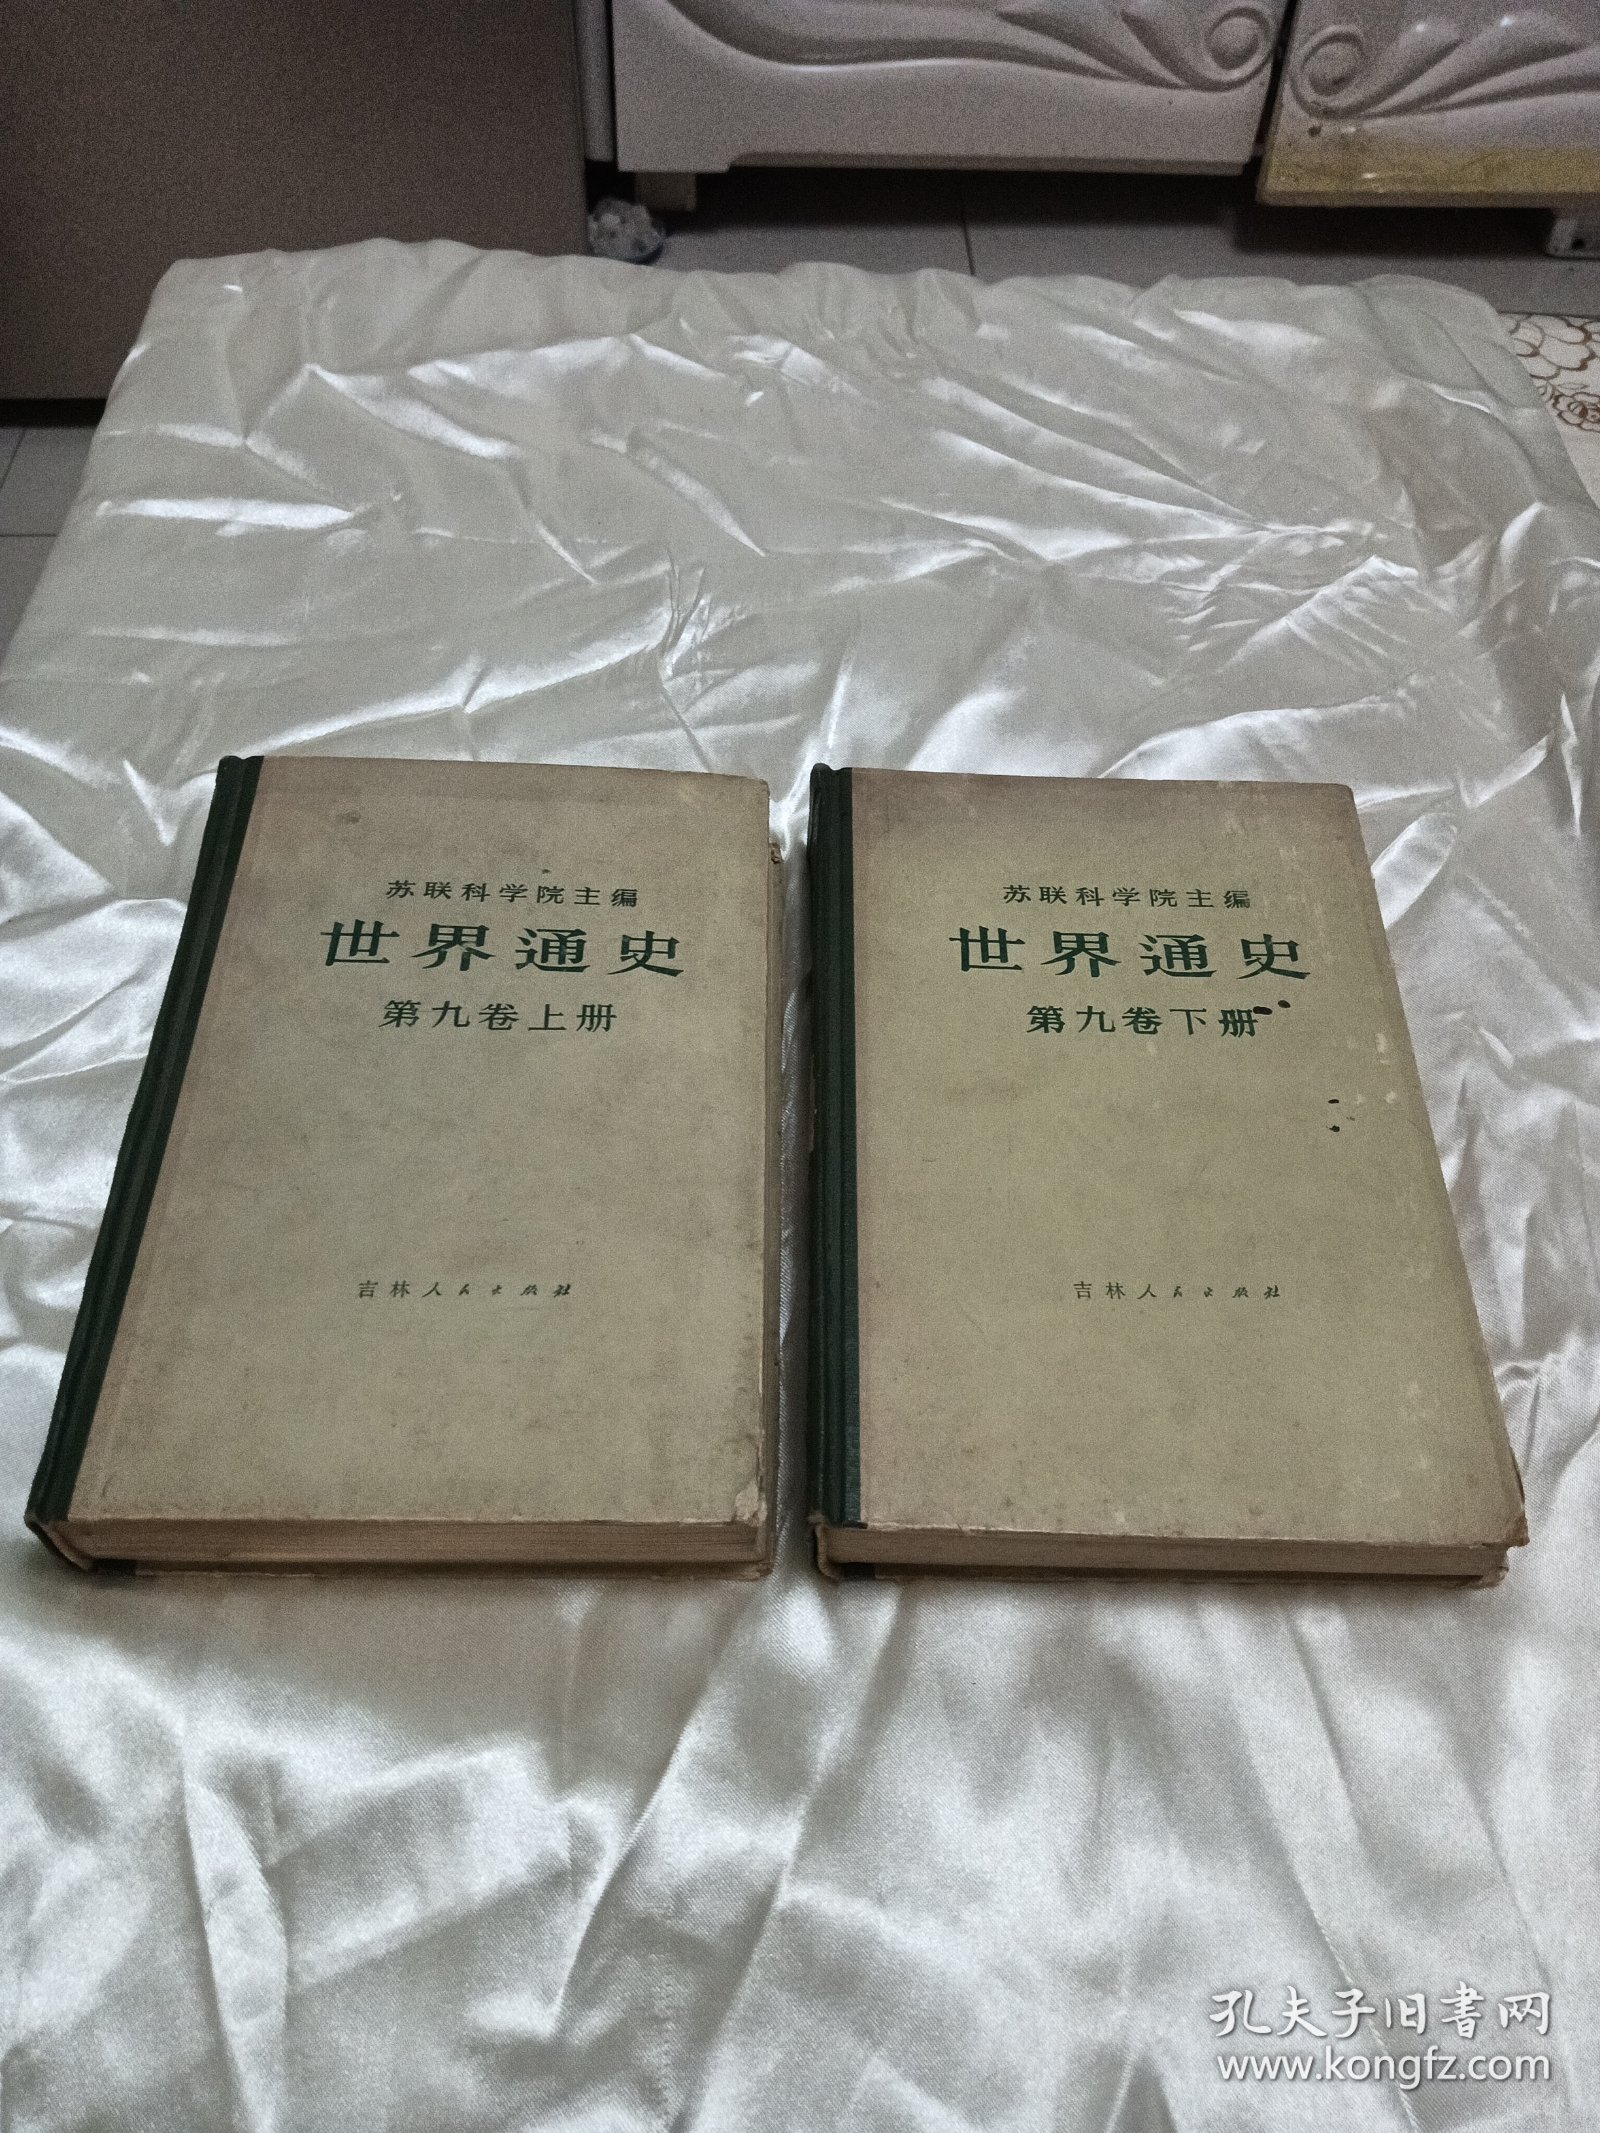 苏联科学院主编
世界通史
第九卷上册
吉林人民出版社
苏联科学院主编
世界通史
第九卷下册
吉林人民出版社
孔夫子旧書网
www.kongfz.com